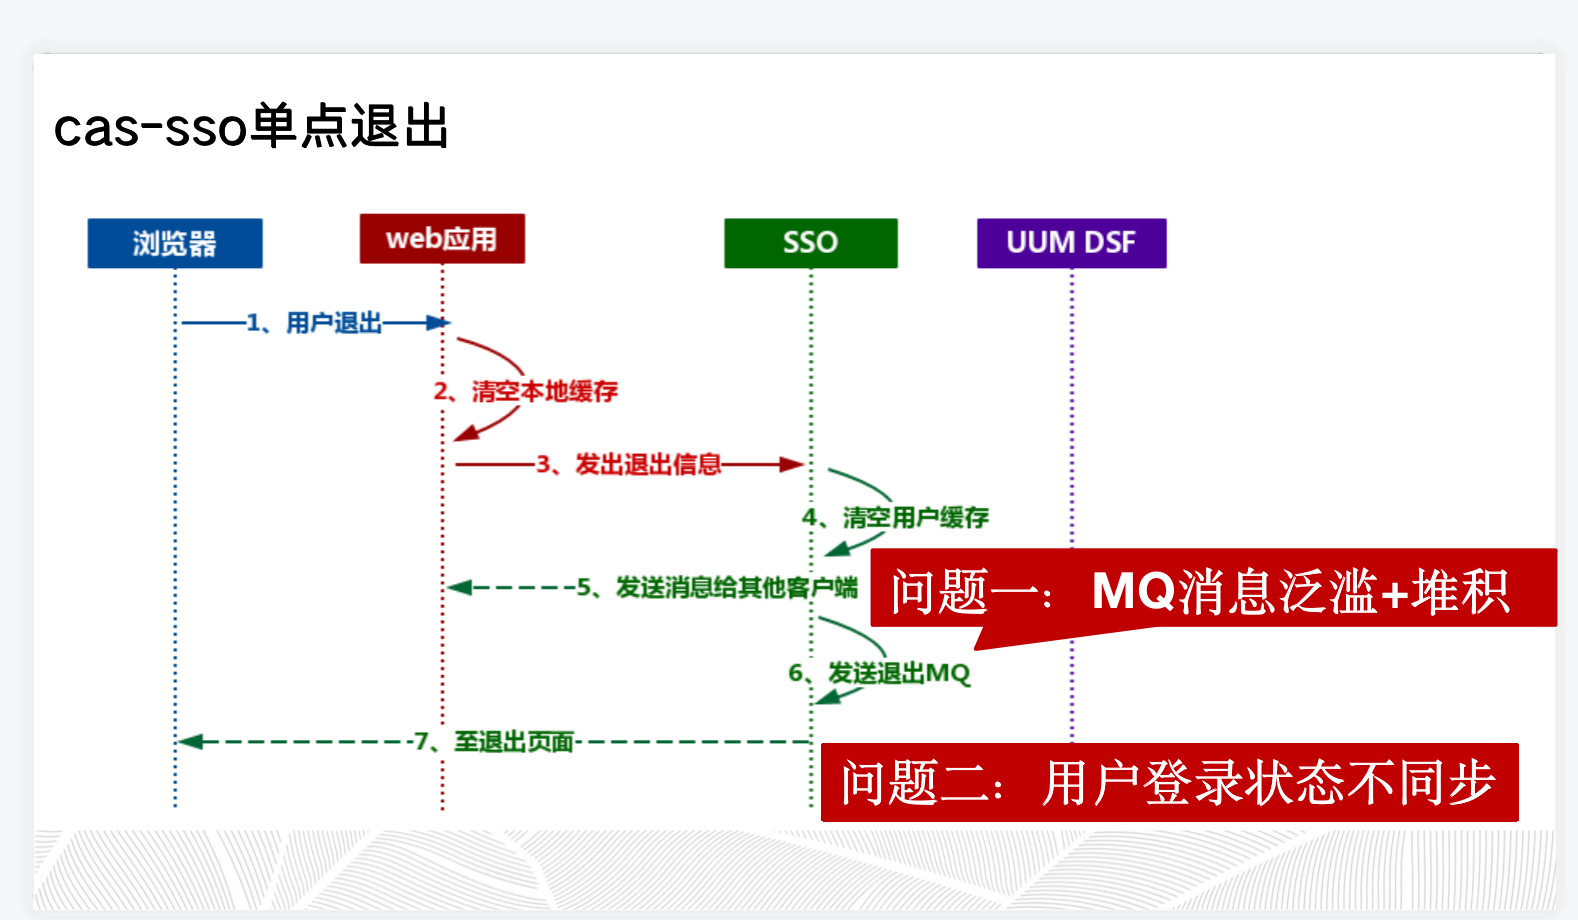 cas-sso单点退出
浏览器
web应用
SSO
UUM DSF
1、用户退出
2、清空本地缓存
3、发出退出信息
4、清空用户缓存
5、发送消息给其他客户端
问题一：MQ消息泛滥+堆积
6、发送退出MQ
7、至退出页面
问题二：用户登录状态不同步